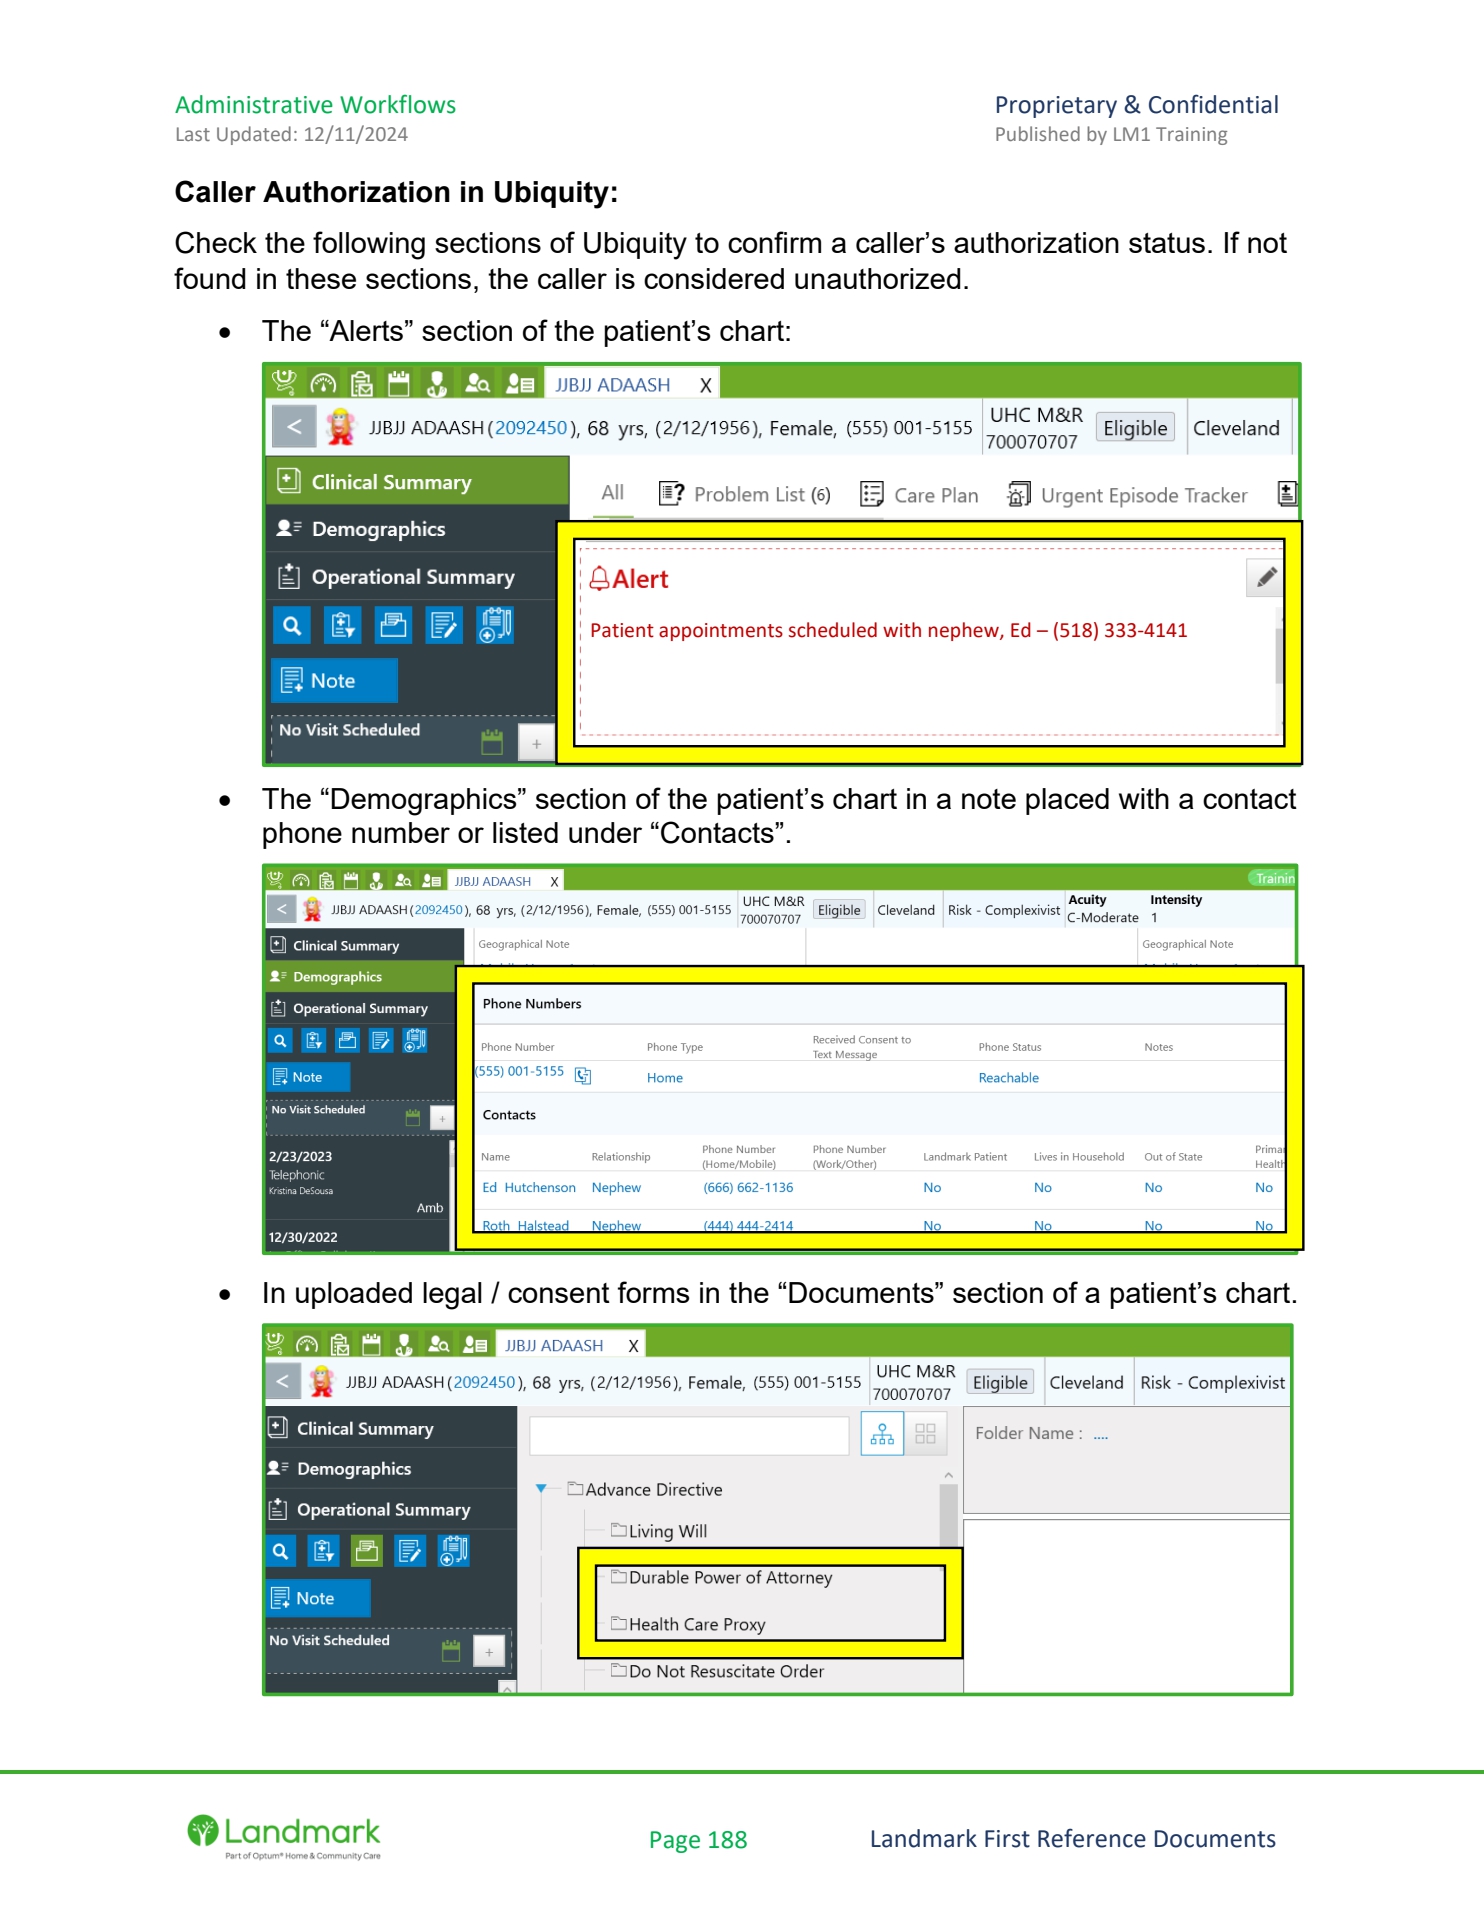 Administrative Workflows
Proprietary & Confidential
Last Updated: 12/11/2024
Published by LM1 Training
Caller Authorization in Ubiquity:
Check the following sections of Ubiquity to confirm a caller’s authorization status. If not
found in these sections, the caller is considered unauthorized.
• The “Alerts” section of the patient’s chart:
JJBJJ ADAASH X
< JJBJJ ADAASH (2092450), 68 yrs, (2/12/1956), Female, (555) 001-5155
UHC M&R
700070707
Eligible
Cleveland
Clinical Summary
Demographics
Operational Summary
Note
No Visit Scheduled
+
All
Problem List (6)
Care Plan
Urgent Episode Tracker
Alert
Patient appointments scheduled with nephew, Ed – (518) 333-4141
• The “Demographics” section of the patient’s chart in a note placed with a contact
phone number or listed under “Contacts”.
JJBJJ ADAASH X
Trainin
< JJBJJ ADAASH (2092450), 68 yrs, (2/12/1956), Female, (555) 001-5155
UHC M&R
700070707
Eligible
Cleveland
Risk - Complexivist
Acuity
C-Moderate
Intensity
1
Clinical Summary
Demographics
Operational Summary
Note
No Visit Scheduled
+
2/23/2023
Telephonic
Kristina DeSousa
Amb
12/30/2022
Geographical Note
Geographical Note
Phone Numbers
Phone Number Phone Type Received Consent to Text Message Phone Status Notes
(555) 001-5155 Home Reachable
Contacts
Name Relationship Phone Number (Home/Mobile) Phone Number (Work/Other) Landmark Patient Lives in Household Out of State Primar Health
Ed Hutchenson Nephew (666) 662-1136 No No No No
Roth Halstead Nephew (444) 444-2414 No No No No
• In uploaded legal / consent forms in the “Documents” section of a patient’s chart.
JJBJJ ADAASH X
< JJBJJ ADAASH (2092450), 68 yrs, (2/12/1956), Female, (555) 001-5155
UHC M&R
700070707
Eligible
Cleveland
Risk - Complexivist
Clinical Summary
Demographics
Operational Summary
Note
No Visit Scheduled
+
Folder Name : ....
Advance Directive
Living Will
Durable Power of Attorney
Health Care Proxy
Do Not Resuscitate Order
Landmark
Part of Optum® Home & Community Care
Page 188
Landmark First Reference Documents